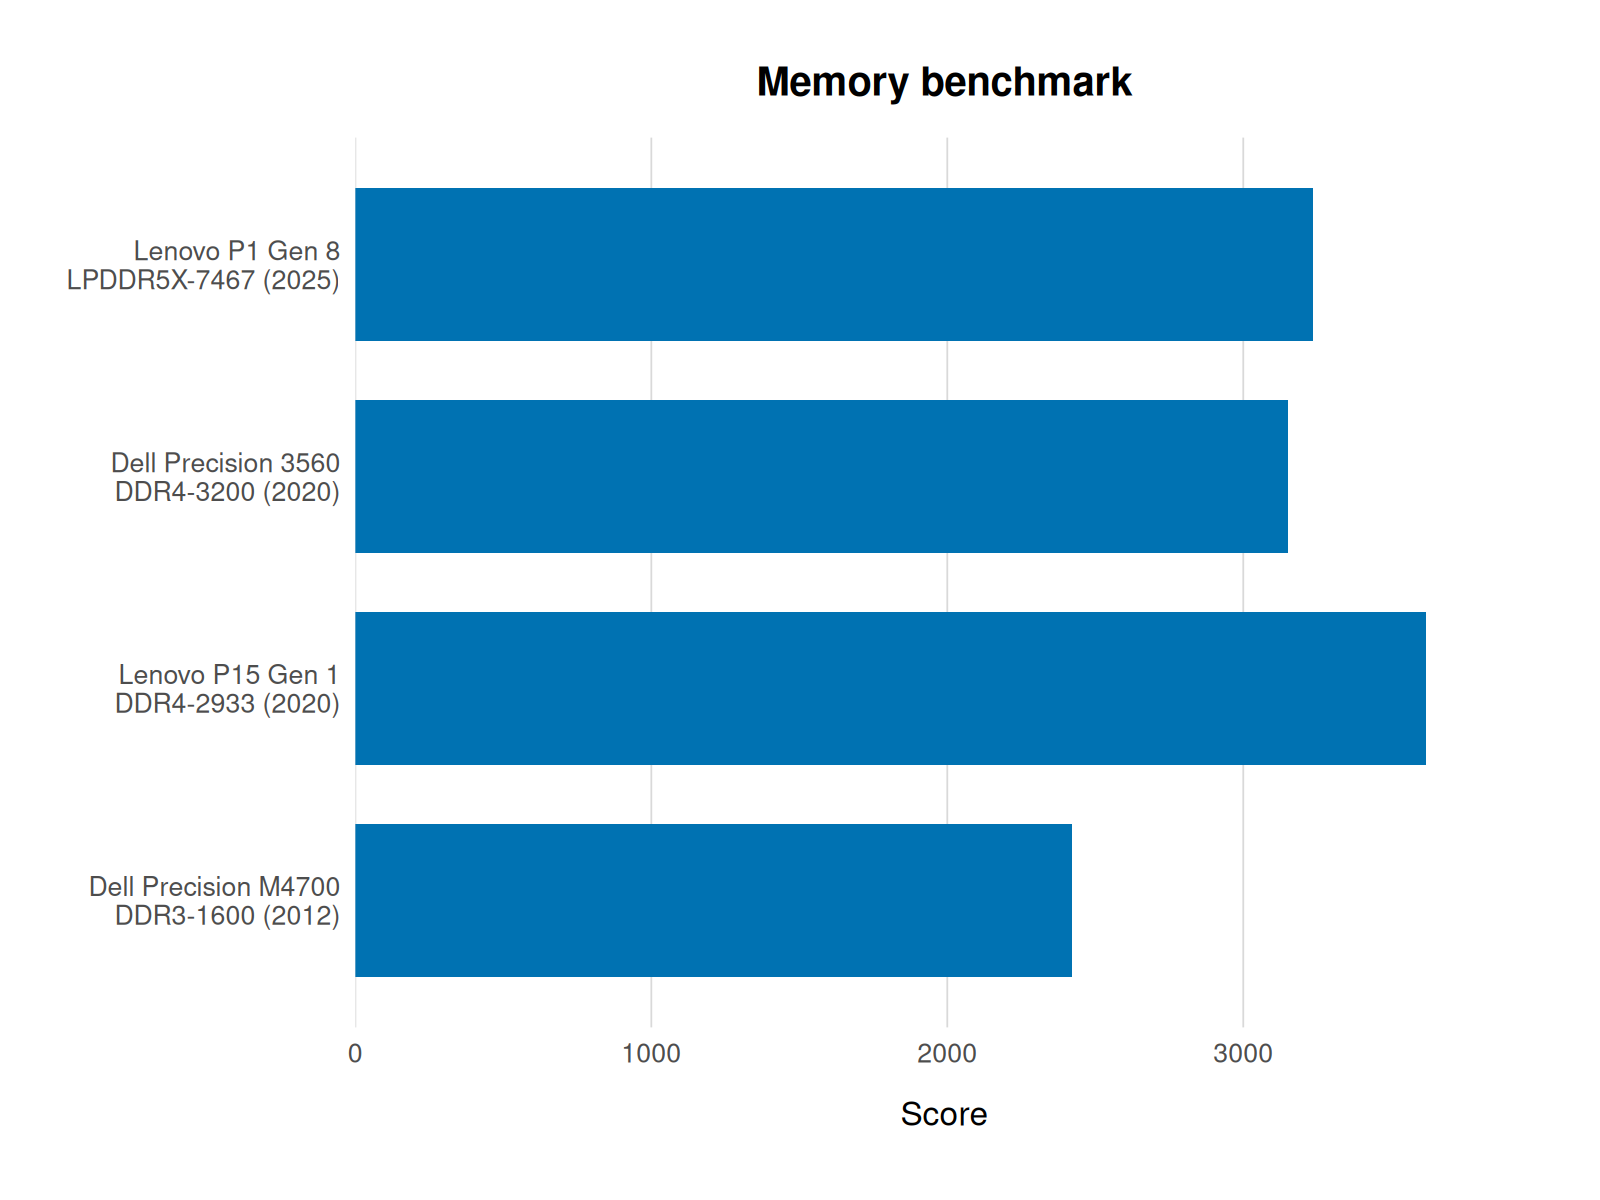 Memory benchmark
Lenovo P1 Gen 8
LPDDR5X-7467 (2025)
Dell Precision 3560
DDR4-3200 (2020)
Lenovo P15 Gen 1
DDR4-2933 (2020)
Dell Precision M4700
DDR3-1600 (2012)
0 1000 2000 3000
Score